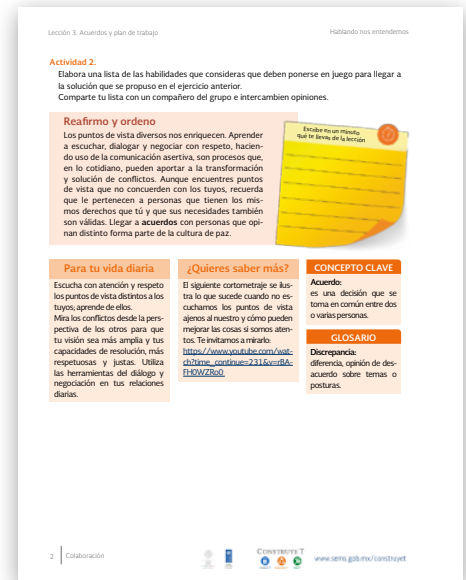 Lección 3. Acuerdos y plan de trabajo
Hablando nos entendemos
Actividad 2.
Elabora una lista de las habilidades que consideras que deben ponerse en juego para llegar a
la solución que se propuso en el ejercicio anterior.
Comparte tu lista con un compañero del grupo e intercambien opiniones.
Reafirmo y ordeno
Los puntos de vista diversos nos enriquecen. Aprender
a escuchar, dialogar y negociar con respeto, hacien-
do uso de la comunicación asertiva, son procesos que,
en lo cotidiano, pueden aportar a la transformación
y solución de conflictos. Aunque encuentres puntos
de vista que no concuerden con los tuyos, recuerda
que le pertenecen a personas que tienen los mis-
mos derechos que tú y que sus necesidades también
son válidas. Llegar a acuerdos con personas que opi-
nan distinto forma parte de la cultura de paz.
Escribe en un minuto
qué te llevas de la lección
Para tu vida diaria
Escucha con atención y respeto
los puntos de vista distintos a los
tuyos; aprende de ellos.
Mira los conflictos desde la pers-
pectiva de los otros para que
tu visión sea más amplia y tus
capacidades de resolución, más
respetuosas y justas. Utiliza
las herramientas del diálogo y
negociación en tus relaciones
diarias.
¿Quieres saber más?
El siguiente cortometraje se ilus-
tra lo que sucede cuando no es-
cuchamos los puntos de vista
ajenos al nuestro y cómo pueden
mejorar las cosas si somos aten-
tos. Te invitamos a mirarlo:
https://www.youtube.com/wat-
ch?time_continue=231&v=rBA-
FH0WZRo0
CONCEPTO CLAVE
Acuerdo:
es una decisión que se
toma en común entre dos
o varias personas.
GLOSARIO
Discrepancia:
diferencia, opinión de des-
acuerdo sobre temas o
posturas.
2
Colaboración
CONSTRUYE T
www.sems.gob.mx/construyet